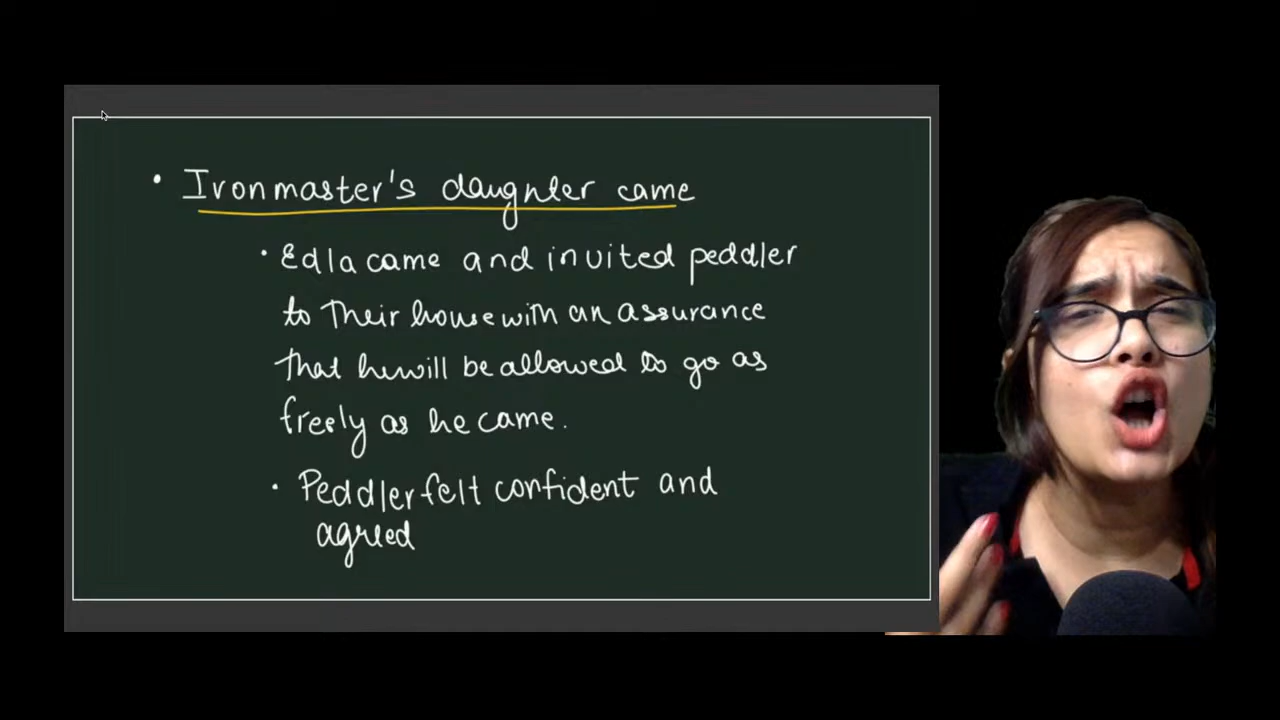 • Ironmaster's daughter came
• Edla came and invited peddler
to their house with an assurance
that he will be allowed to go as
freely as he came.
• Peddler felt confident and
agreed